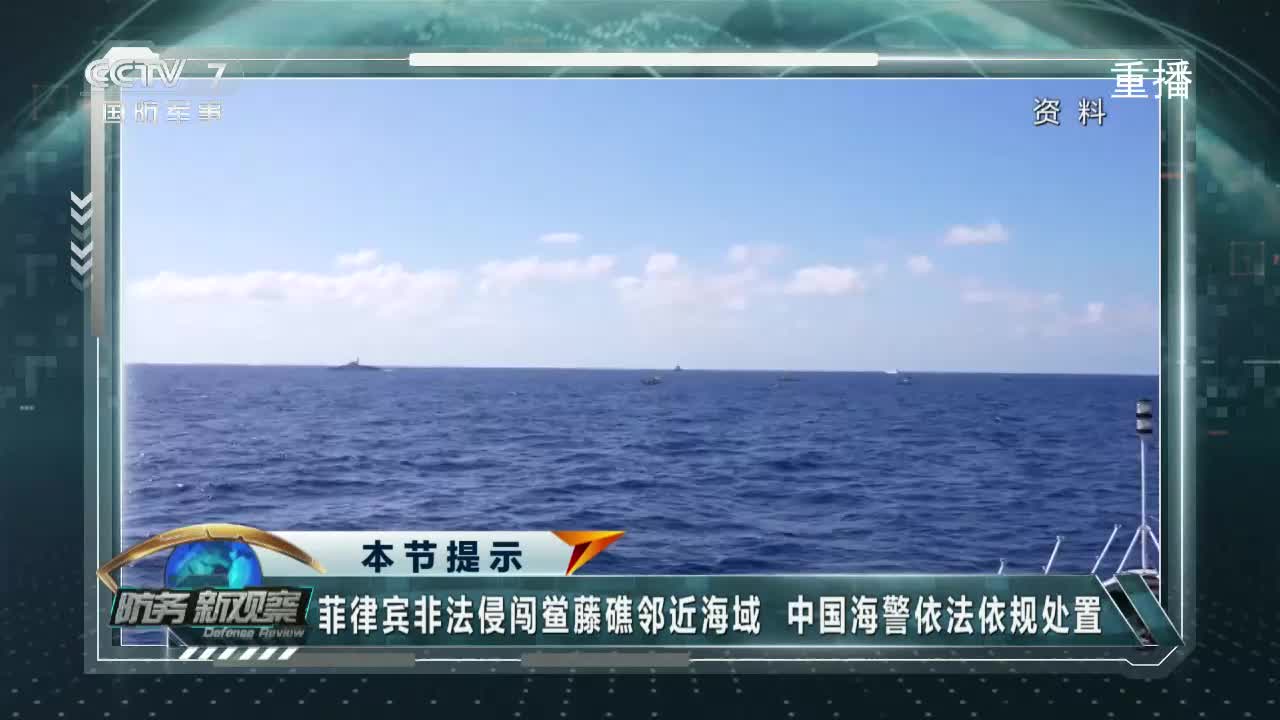 CCTV 7
国防军事
重播
资料
本节提示
防务新观察
Defense Review
菲律宾非法侵闯鲎藤礁邻近海域 中国海警依法依规处置